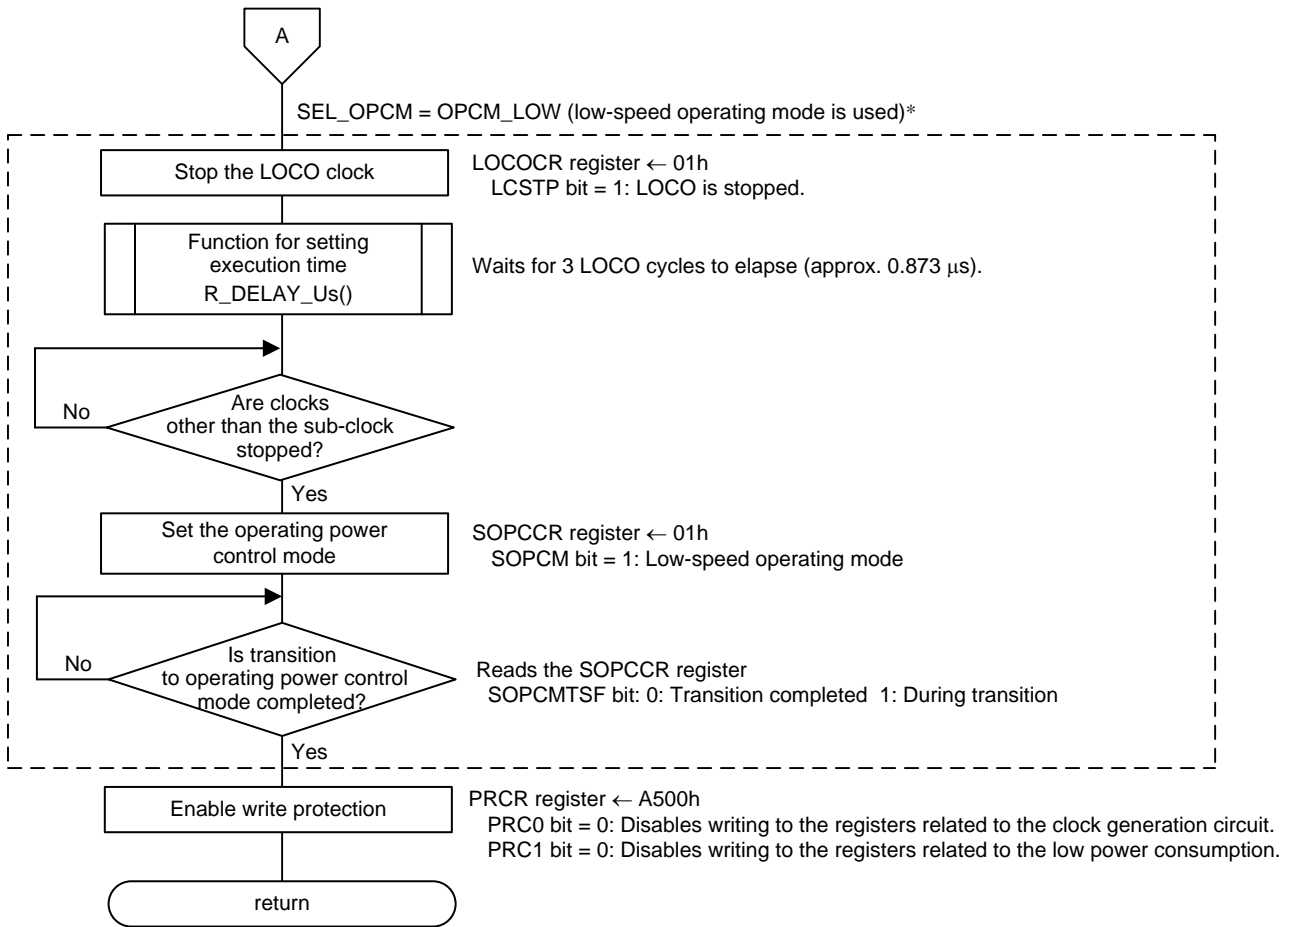 A
SEL_OPCM = OPCM_LOW (low-speed operating mode is used)*
Stop the LOCO clock
LOCOCR register ← 01h
LCSTP bit = 1: LOCO is stopped.
Function for setting
execution time
R_DELAY_Us()
Waits for 3 LOCO cycles to elapse (approx. 0.873 μs).
No
Are clocks
other than the sub-clock
stopped?
Yes
Set the operating power
control mode
SOPCCR register ← 01h
SOPCM bit = 1: Low-speed operating mode
No
Is transition
to operating power control
mode completed?
Reads the SOPCCR register
SOPCMTSF bit: 0: Transition completed  1: During transition
Yes
Enable write protection
PRCR register ← A500h
PRC0 bit = 0: Disables writing to the registers related to the clock generation circuit.
PRC1 bit = 0: Disables writing to the registers related to the low power consumption.
return